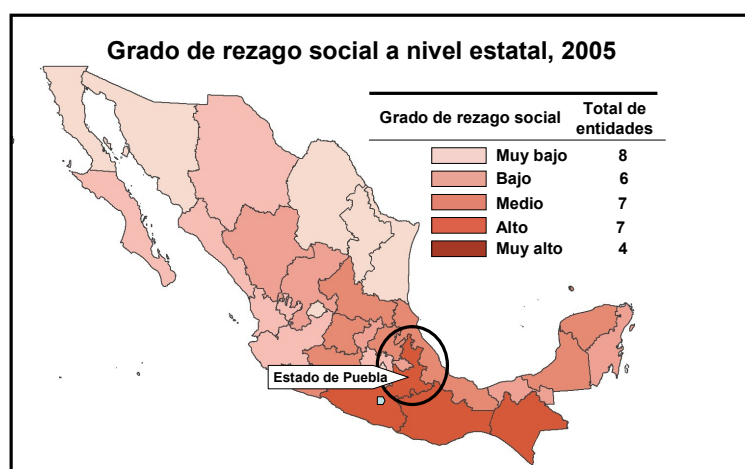 Grado de rezago social a nivel estatal, 2005
Grado de rezago social Total de entidades
Muy bajo 8
Bajo 6
Medio 7
Alto 7
Muy alto 4
Estado de Puebla